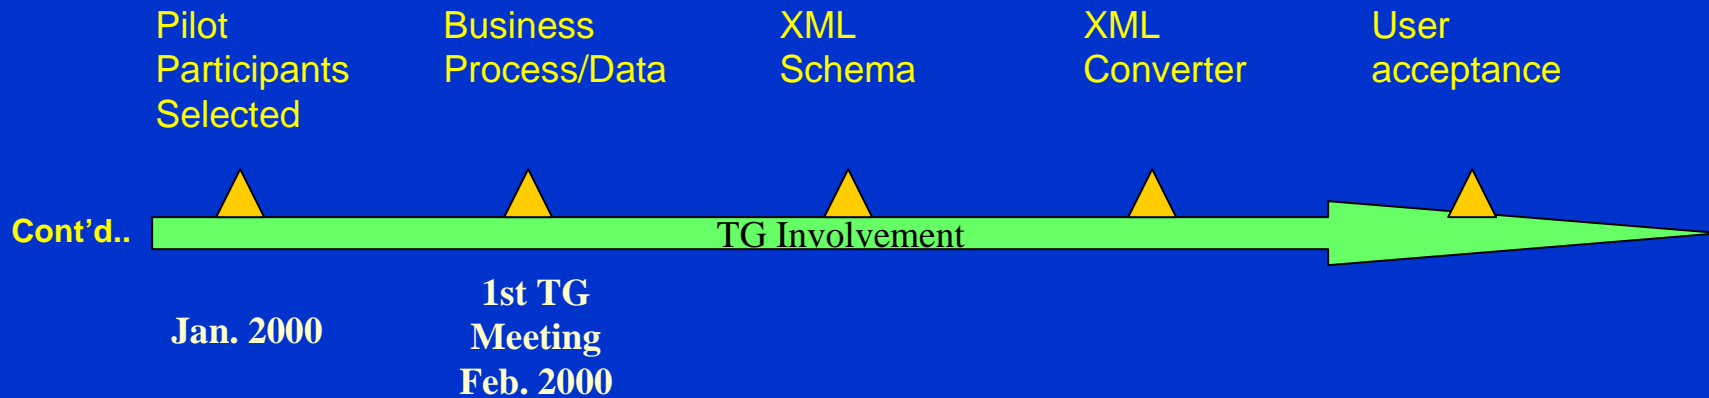 Pilot
Participants
Selected
Business
Process/Data
XML
Schema
XML
Converter
User
acceptance
Cont’d..
TG Involvement
Jan. 2000
1st TG
Meeting
Feb. 2000